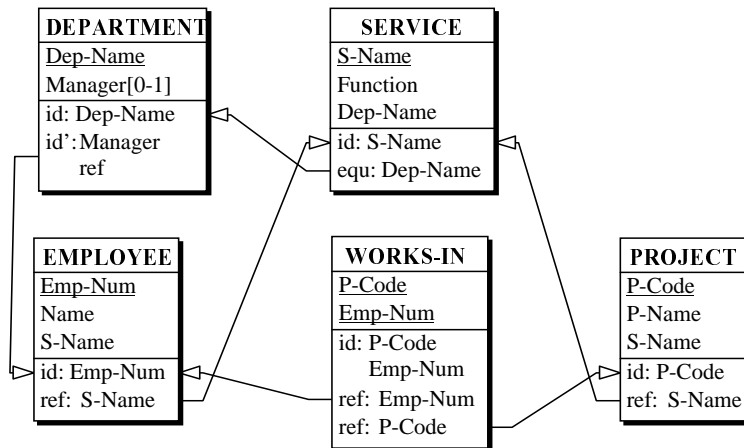 DEPARTMENT
Dep-Name
Manager[0-1]
id: Dep-Name
id’: Manager
ref
SERVICE
S-Name
Function
Dep-Name
id: S-Name
equ: Dep-Name
EMPLOYEE
Emp-Num
Name
S-Name
id: Emp-Num
ref: S-Name
WORKS-IN
P-Code
Emp-Num
id: P-Code
Emp-Num
ref: Emp-Num
ref: P-Code
PROJECT
P-Code
P-Name
S-Name
id: P-Code
ref: S-Name